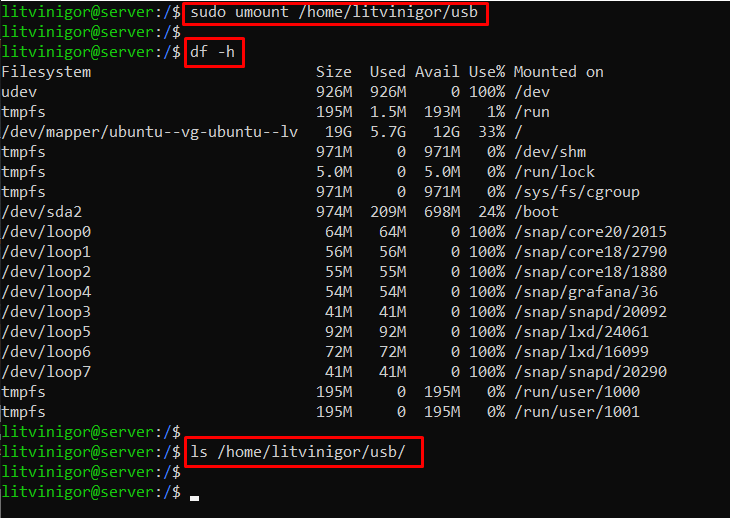 litvinigor@server:/$ sudo umount /home/litvinigor/usb
litvinigor@server:/$
litvinigor@server:/$ df -h
Filesystem                         Size  Used Avail Use% Mounted on
udev                               926M  926M     0 100% /dev
tmpfs                              195M  1.5M  193M   1% /run
/dev/mapper/ubuntu--vg-ubuntu--lv   19G  5.7G   12G  33% /
tmpfs                              971M     0  971M   0% /dev/shm
tmpfs                              5.0M     0  5.0M   0% /run/lock
tmpfs                              971M     0  971M   0% /sys/fs/cgroup
/dev/sda2                          974M  209M  698M  24% /boot
/dev/loop0                          64M   64M     0 100% /snap/core20/2015
/dev/loop1                          56M   56M     0 100% /snap/core18/2790
/dev/loop2                          55M   55M     0 100% /snap/core18/1880
/dev/loop4                          54M   54M     0 100% /snap/grafana/36
/dev/loop3                          41M   41M     0 100% /snap/snapd/20092
/dev/loop5                          92M   92M     0 100% /snap/lxd/24061
/dev/loop6                          72M   72M     0 100% /snap/lxd/16099
/dev/loop7                          41M   41M     0 100% /snap/snapd/20290
tmpfs                              195M     0  195M   0% /run/user/1000
tmpfs                              195M     0  195M   0% /run/user/1001
litvinigor@server:/$
litvinigor@server:/$ ls /home/litvinigor/usb/
litvinigor@server:/$
litvinigor@server:/$